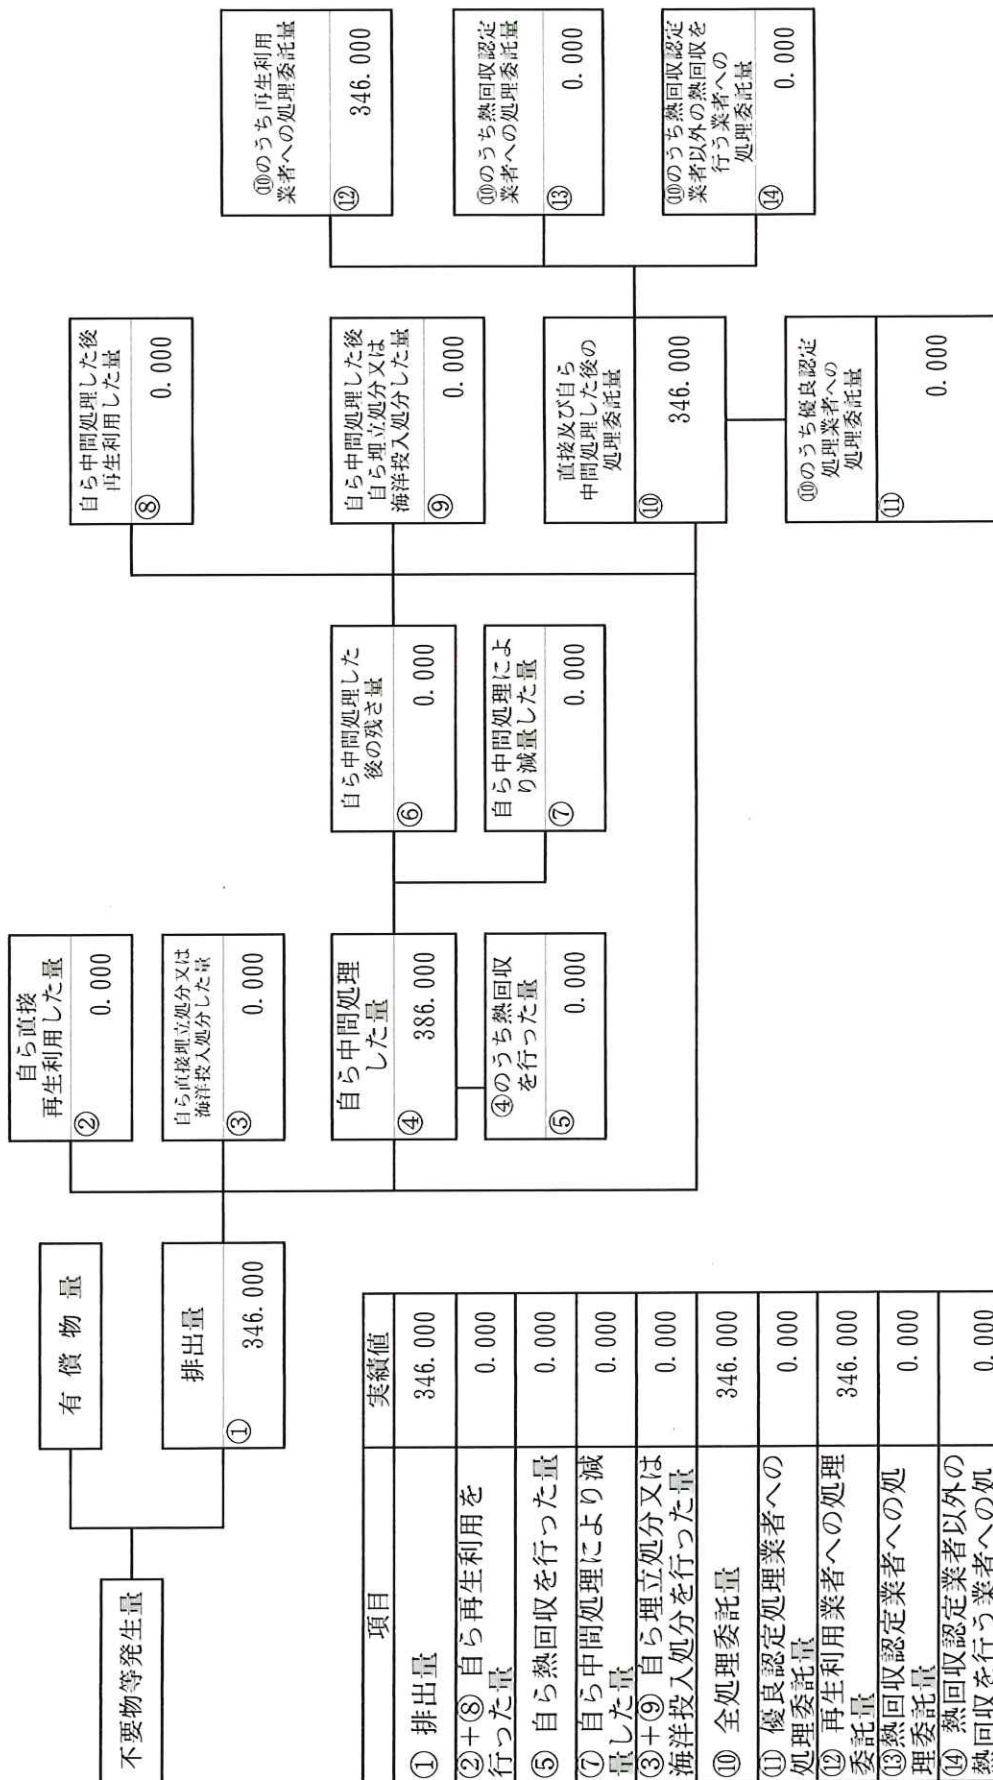 不要物等発生量
有償物量
排出量
① 346.000
自ら直接
再生利用した量
② 0.000
自ら直接埋立処分又は
海洋投入処分した量
③ 0.000
自ら中間処理
した量
④ 386.000
④のうち熱回収
を行った量
⑤ 0.000
自ら中間処理した
後の残さ量
⑥ 0.000
自ら中間処理によ
り減量した量
⑦ 0.000
自ら中間処理した後
再生利用した量
⑧ 0.000
自ら中間処理した後
自ら埋立処分又は
海洋投入処分した量
⑨ 0.000
直接及び自ら
中間処理した後の
処理委託量
⑩ 346.000
⑩のうち優良認定
処理業者への
処理委託量
⑪ 0.000
⑩のうち再生利用
業者への処理委託量
⑫ 346.000
⑩のうち熱回収認定
業者への処理委託量
⑬ 0.000
⑩のうち熱回収認定
業者以外の熱回収を
行う業者への
処理委託量
⑭ 0.000
項目 実績値
① 排出量 346.000
②+⑧ 自ら再生利用を
行った量 0.000
⑤ 自ら熱回収を行った量 0.000
⑦ 自ら中間処理により減
量した量 0.000
③+⑨ 自ら埋立処分又は
海洋投入処分を行った量 0.000
⑩ 全処理委託量 346.000
⑪ 優良認定処理業者への
処理委託量 0.000
⑫ 再生利用業者への処理
委託量 346.000
⑬熱回収認定業者への処
理委託量 0.000
⑭ 熱回収認定業者以外の
熱回収を行う業者への処 0.000